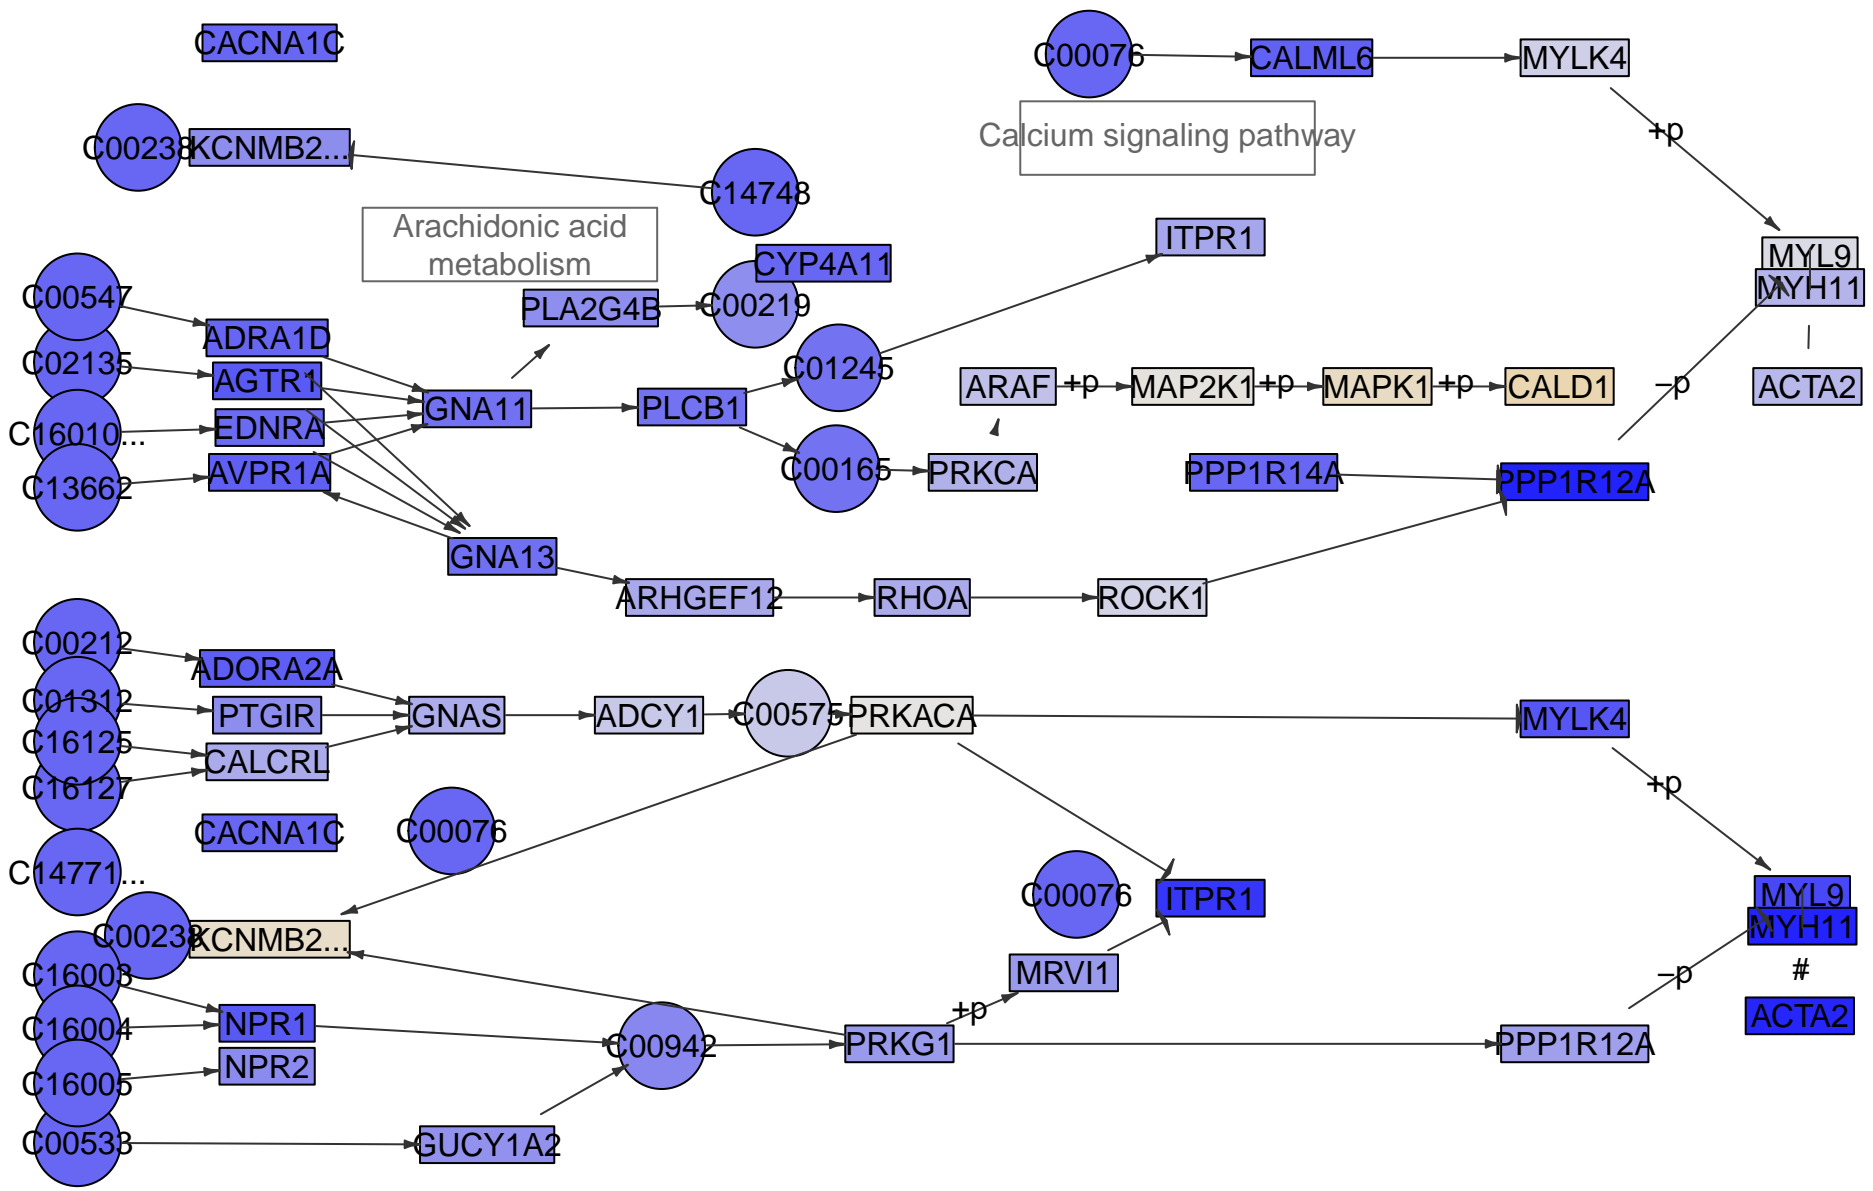 CACNA1C
C00076
CALML6
MYLK4
C00238
KCNMB2...
Calcium signaling pathway
+p
C14748
Arachidonic acid
metabolism
ITPR1
MYL9
CYP4A11
MYH11
C00547
PLA2G4B
C00219
ADRA1D
C02135
AGTR1
C01245
ARAF
+p
MAP2K1
+p
MAPK1
+p
CALD1
−p
ACTA2
GNA11
PLCB1
EDNRA
C16010...
C00165
PRKCA
PPP1R14A
PPP1R12A
AVPR1A
C13662
GNA13
ARHGEF12
RHOA
ROCK1
C00212
ADORA2A
C01312
PTGIR
GNAS
ADCY1
C00575
PRKACA
MYLK4
C16125
CALCRL
C16127
+p
CACNA1C
C00076
C14771...
C00076
ITPR1
MYL9
MYH11
C00238
KCNMB2...
C16003
MRVI1
−p
#
+p
NPR1
C16004
ACTA2
C00942
PRKG1
PPP1R12A
NPR2
C16005
C00533
GUCY1A2